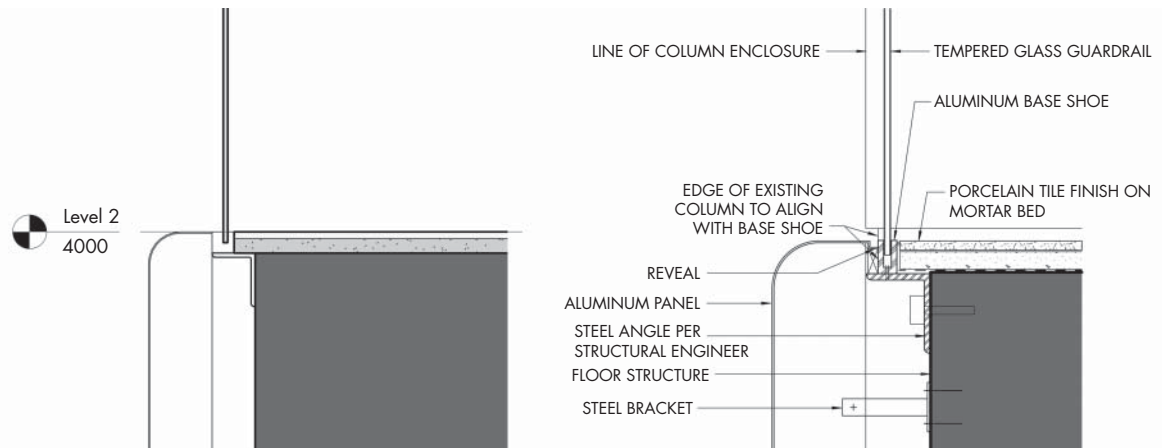 Level 2
4000
LINE OF COLUMN ENCLOSURE
TEMPERED GLASS GUARDRAIL
ALUMINUM BASE SHOE
EDGE OF EXISTING
COLUMN TO ALIGN
WITH BASE SHOE
PORCELAIN TILE FINISH ON
MORTAR BED
REVEAL
ALUMINUM PANEL
STEEL ANGLE PER
STRUCTURAL ENGINEER
FLOOR STRUCTURE
STEEL BRACKET